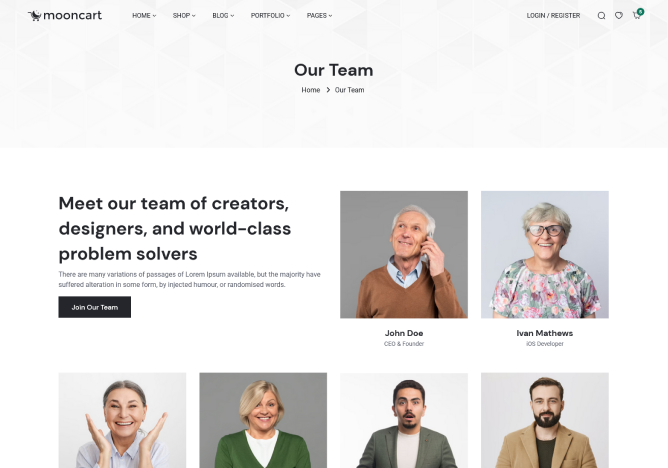 mooncart HOME SHOP BLOG PORTFOLIO PAGES LOGIN / REGISTER 0
Our Team
Home Our Team
Meet our team of creators,
designers, and world-class
problem solvers
There are many variations of passages of Lorem Ipsum available, but the majority have
suffered alteration in some form, by injected humour, or randomised words.
Join Our Team
John Doe
CEO & Founder
Ivan Mathews
iOS Developer